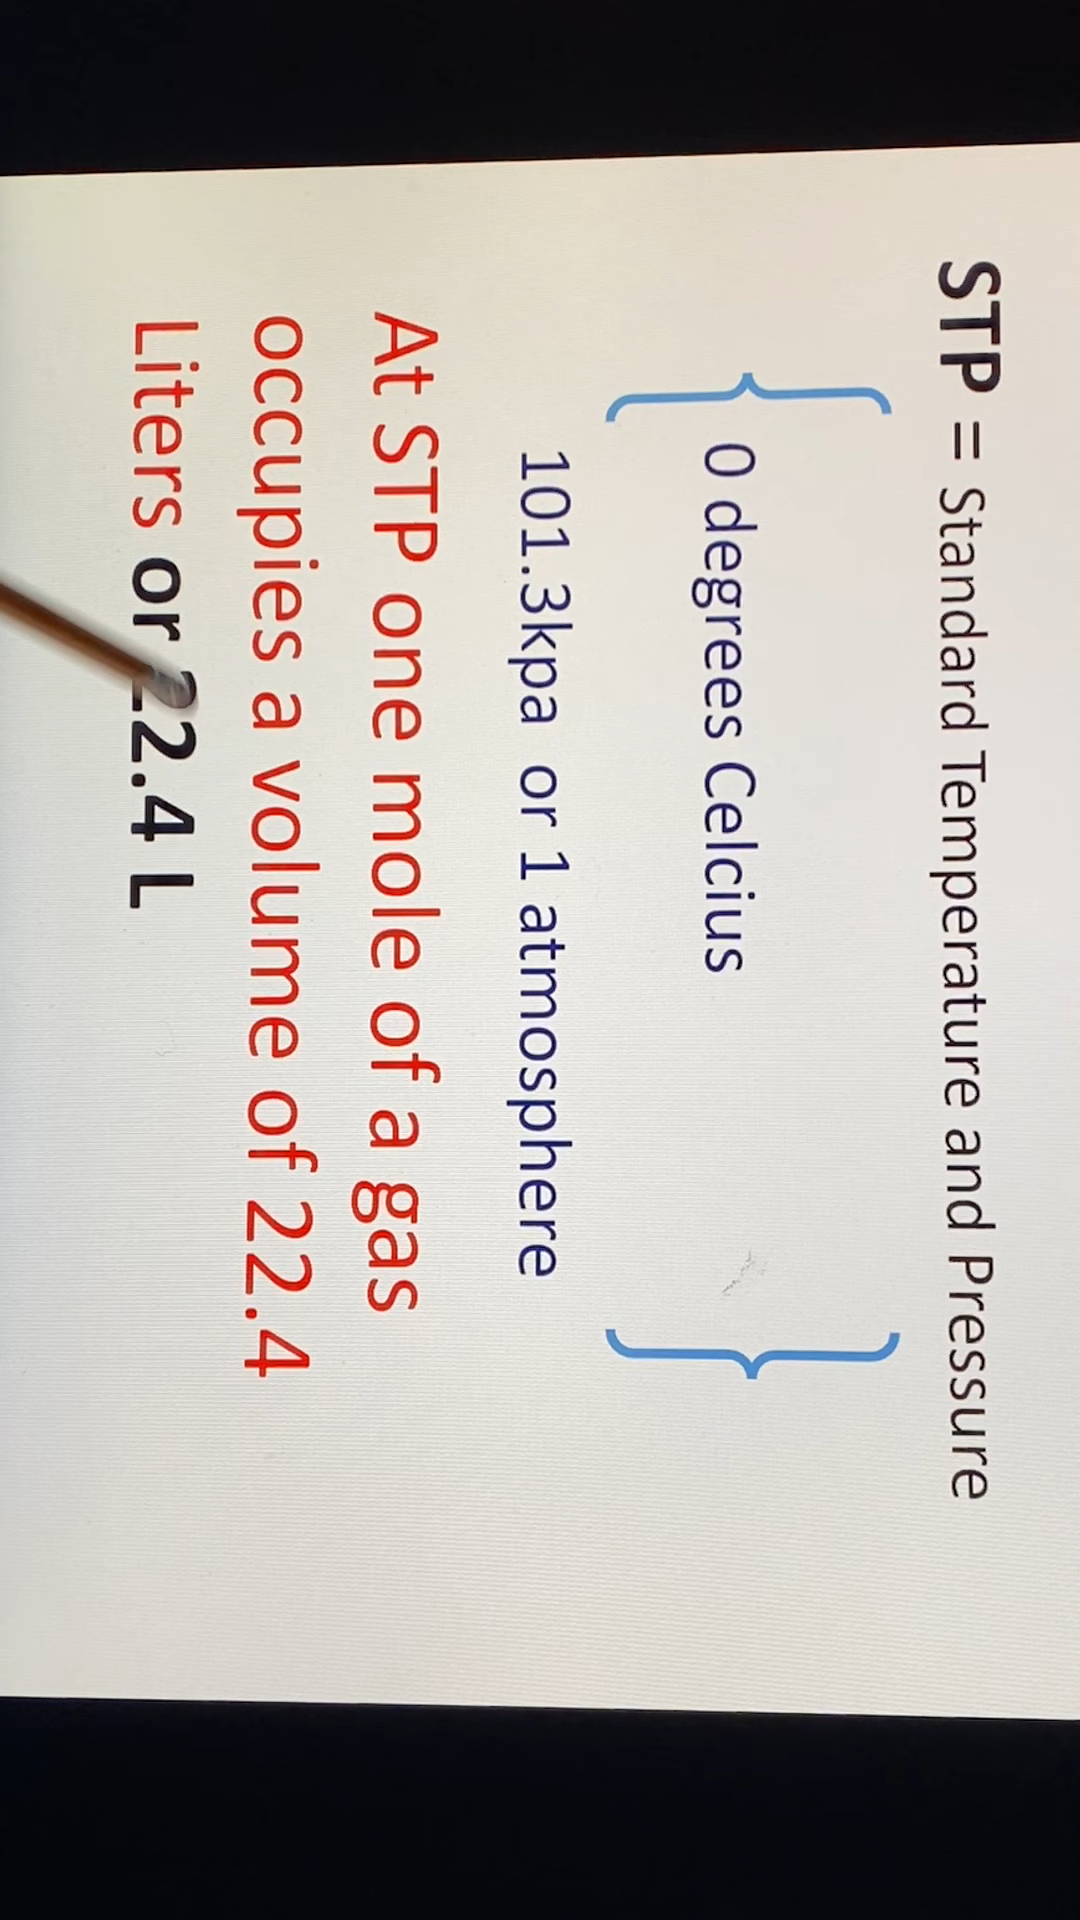 STP = Standard Temperature and Pressure
0 degrees Celcius
101.3kpa or 1 atmosphere
At STP one mole of a gas
occupies a volume of 22.4
Liters or 22.4 L